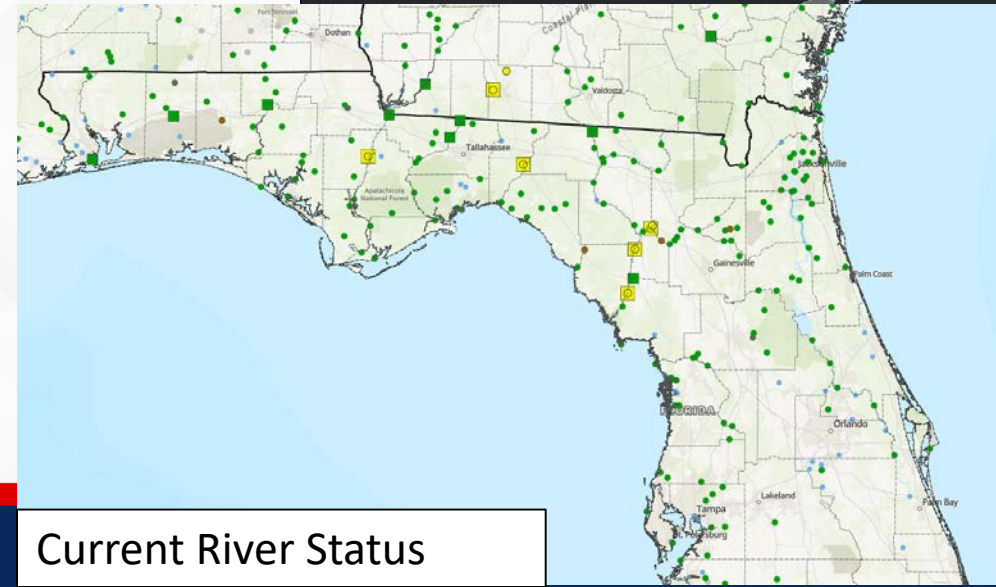 Fort Novosel
Dothan
Coastal Plain
Valdosta
Tallahassee
Jacksonville
Apalachicola
National Forest
Gainesville
Palm Coast
FLORIDA
Orlando
Lakeland
Palm Bay
Tampa
St. Petersburg
Current River Status